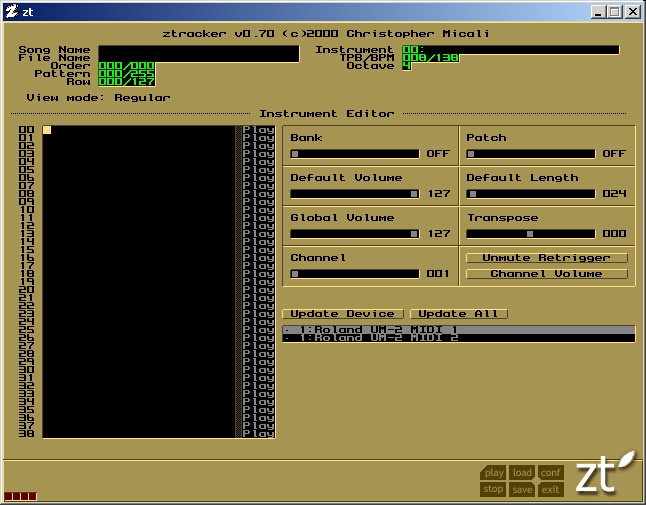 zt
ztracker v0.70 (c)2000 Christopher Micali
Song Name
File Name
Order 000/000
Pattern 000/255
Row 000/127
Instrument 00:
TPB/BPM 008/138
Octave 4
View mode: Regular
Instrument Editor
00 Play
01 Play
02 Play
03 Play
04 Play
05 Play
06 Play
07 Play
08 Play
09 Play
10 Play
11 Play
12 Play
13 Play
14 Play
15 Play
16 Play
17 Play
18 Play
19 Play
20 Play
21 Play
22 Play
23 Play
24 Play
25 Play
26 Play
27 Play
28 Play
29 Play
30 Play
31 Play
32 Play
33 Play
34 Play
35 Play
36 Play
37 Play
38 Play
Bank
OFF
Patch
OFF
Default Volume
127
Default Length
024
Global Volume
127
Transpose
000
Channel
001
Unmute Retrigger
Channel Volume
Update Device Update All
- 1:Roland UM-2 MIDI 1
- 1:Roland UM-2 MIDI 2
play load conf
stop save exit
zt